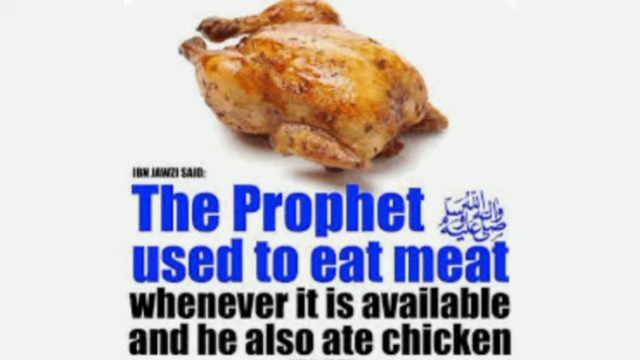 IBN JAWZI SAID:
The Prophet صلى الله عليه وآله وسلم
used to eat meat
whenever it is available
and he also ate chicken